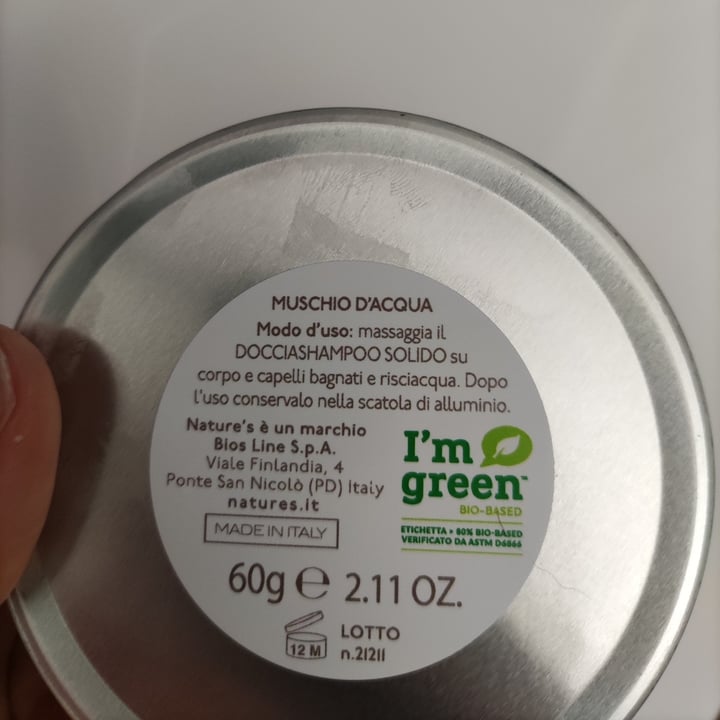 MUSCHIO D'ACQUA
Modo d'uso: massaggia il
DOCCIASHAMPOO SOLIDO su
corpo e capelli bagnati e risciacqua. Dopo
l'uso conservalo nella scatola di alluminio.
Nature's è un marchio
Bios Line S.p.A.
Viale Finlandia, 4
Ponte San Nicolò (PD) Italy
natures.it
MADE IN ITALY
I'm
green™
BIO-BASED
ETICHETTA > 80% BIO-BASED
VERIFICATO DA ASTM D6866
60g e 2.11 OZ.
12 M
LOTTO
n.21211